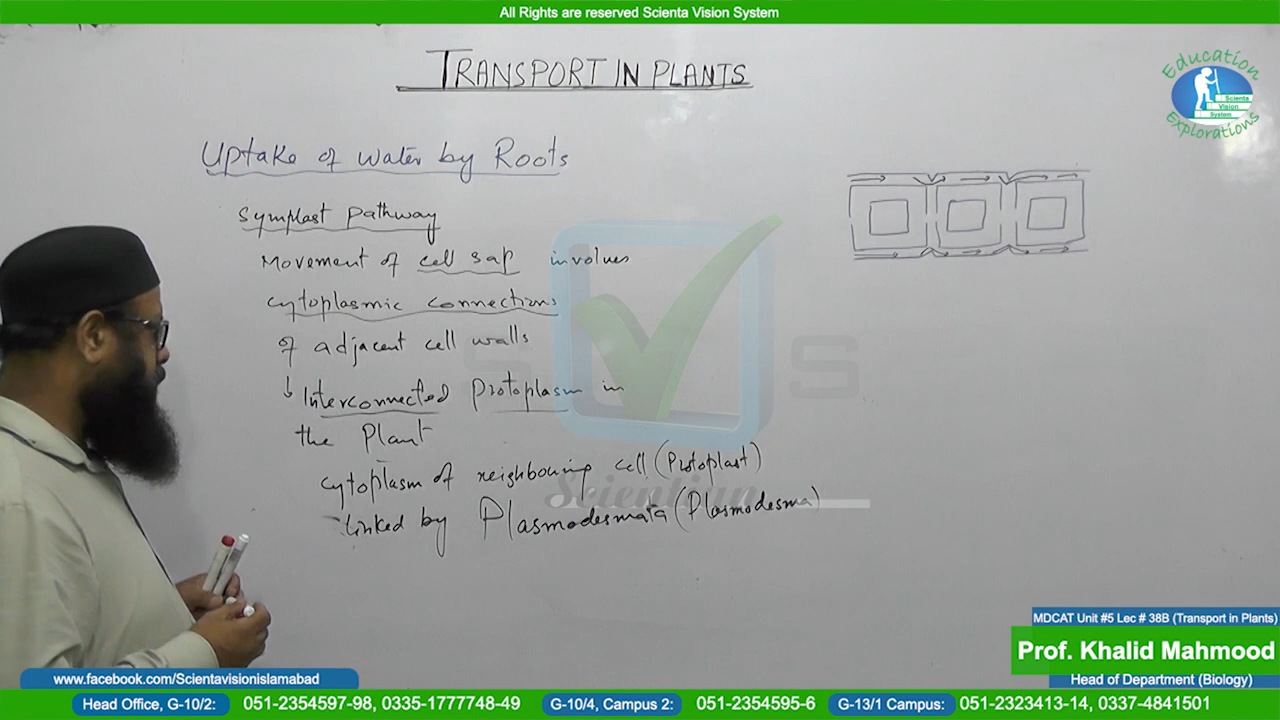 All Rights are reserved Scienta Vision System
TRANSPORT IN PLANTS
Education
Scienta
Vision
System
Explorations
Uptake of water by Roots
Symplast pathway
Movement of cell sap involves
cytoplasmic connections
of adjacent cell walls
↳ Interconnected Protoplasm in
the Plant
cytoplasm of neighbouring cell (Protoplast)
linked by Plasmodesmata (Plasmodesma)
S V S
Scientian
MDCAT Unit #5 Lec # 38B (Transport in Plants)
Prof. Khalid Mahmood
Head of Department (Biology)
www.facebook.com/Scientavisionislamabad
Head Office, G-10/2: 051-2354597-98, 0335-1777748-49 G-10/4, Campus 2: 051-2354595-6 G-13/1 Campus: 051-2323413-14, 0337-4841501